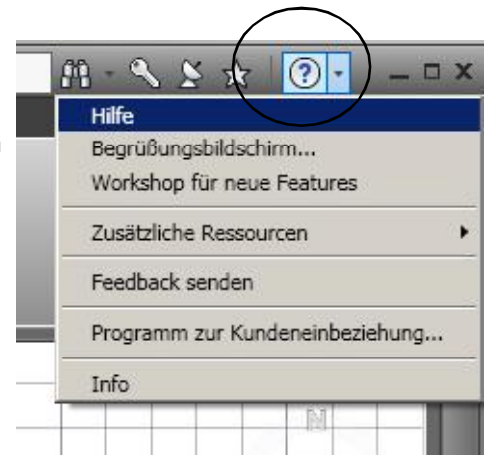 Hilfe
Begrüßungsbildschirm...
Workshop für neue Features
Zusätzliche Ressourcen
Feedback senden
Programm zur Kundeneinbeziehung...
Info
N